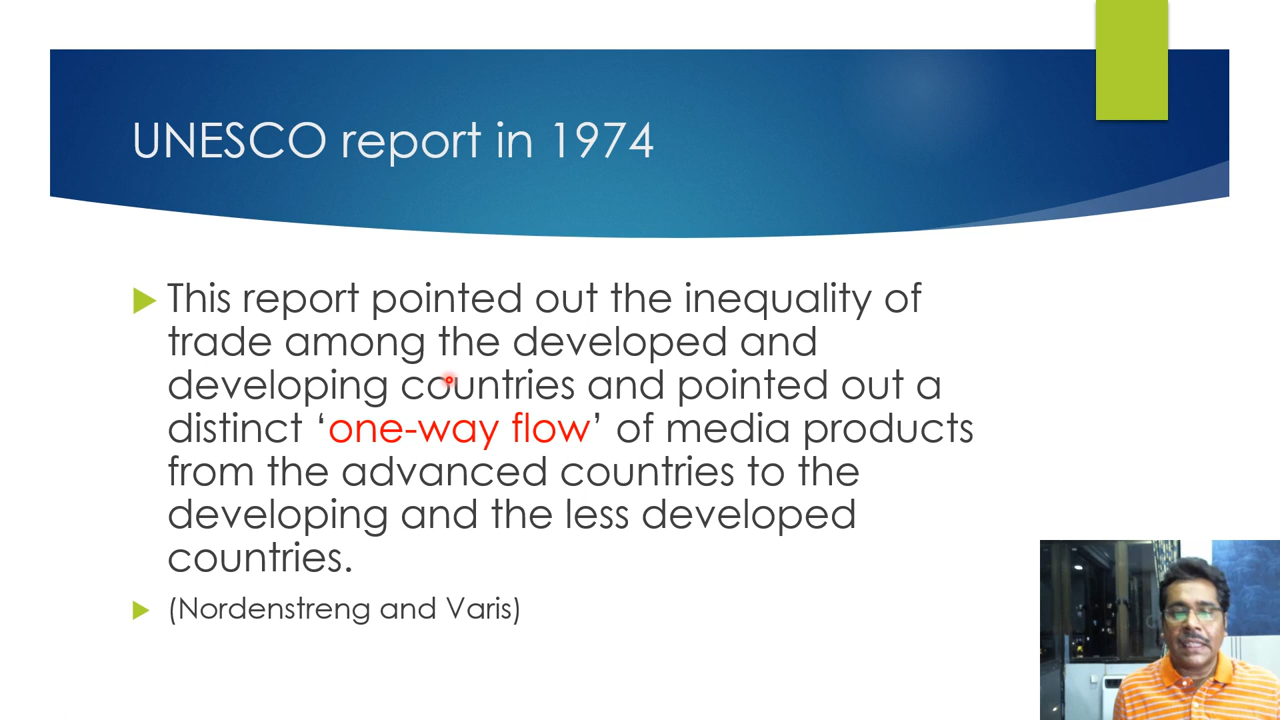 UNESCO report in 1974
This report pointed out the inequality of
trade among the developed and
developing countries and pointed out a
distinct ‘one-way flow’ of media products
from the advanced countries to the
developing and the less developed
countries.
(Nordenstreng and Varis)